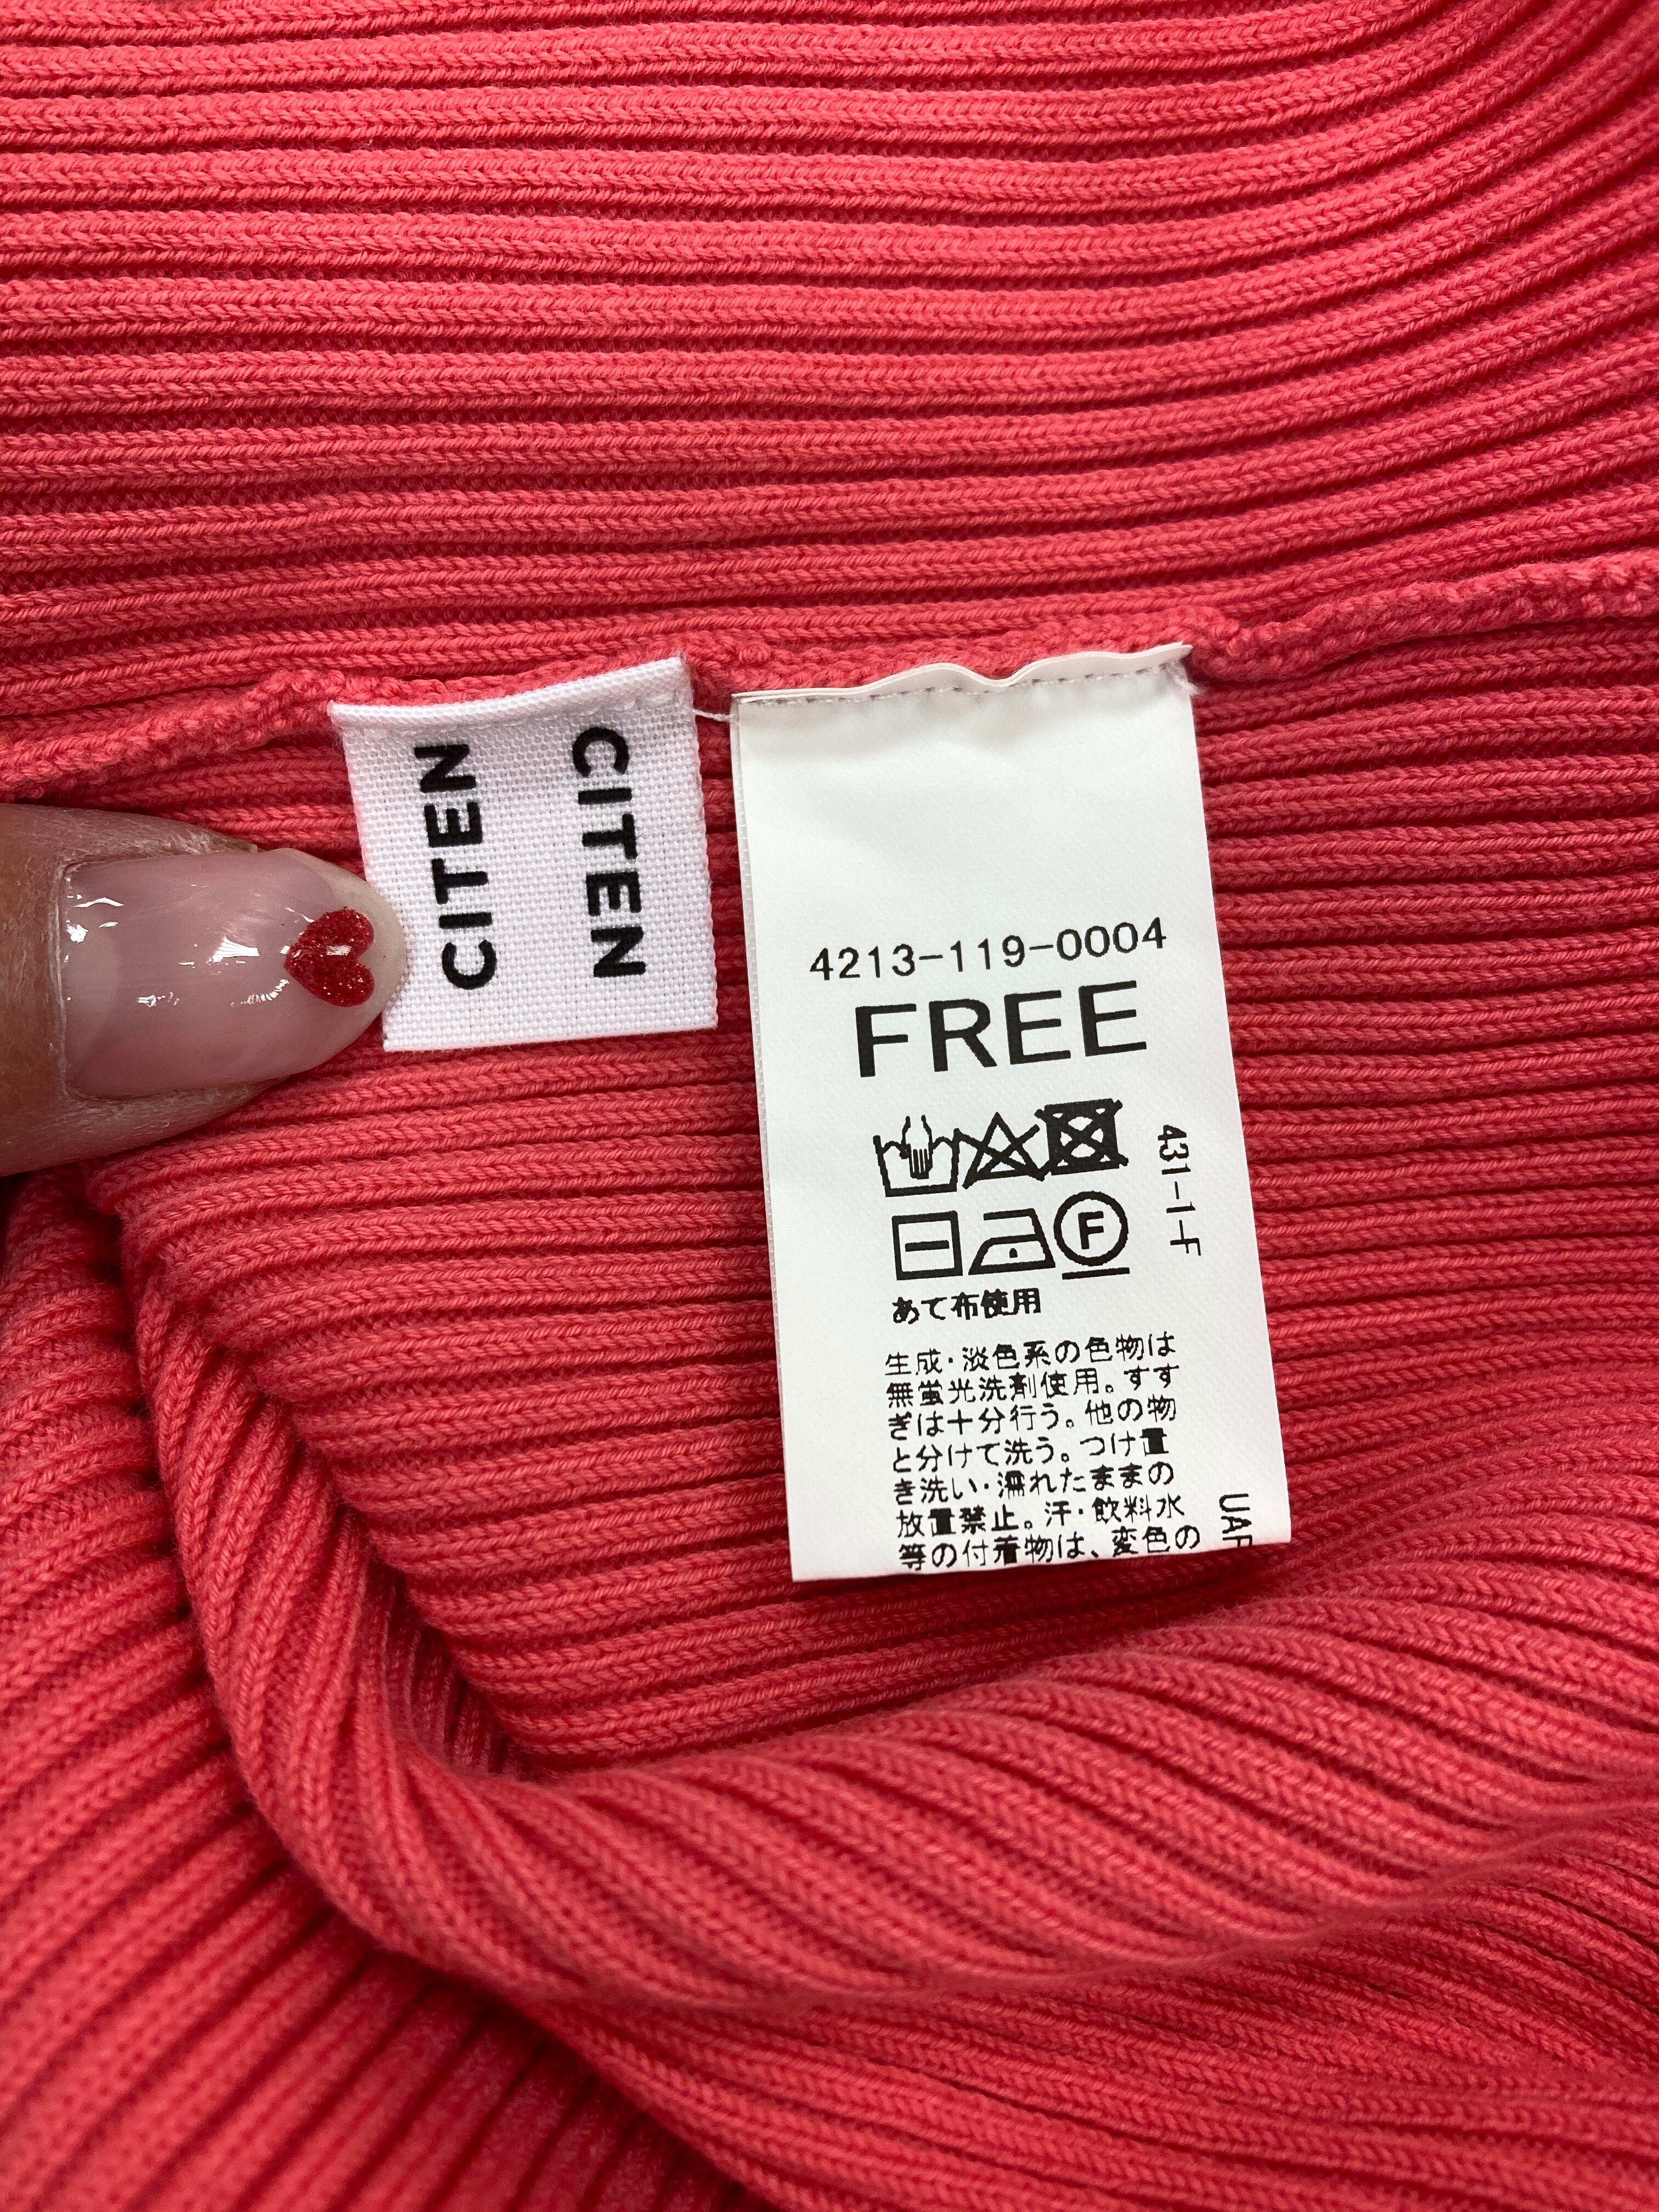 CITEN
CITEN
4213-119-0004
FREE
F
431-1-F
あて布使用
生成・淡色系の色物は
無蛍光洗剤使用。すす
ぎは十分行う。他の物
と分けて洗う。つけ置
き洗い・濡れたままの
放置禁止。汗・飲料水
等の付着物は、変色の